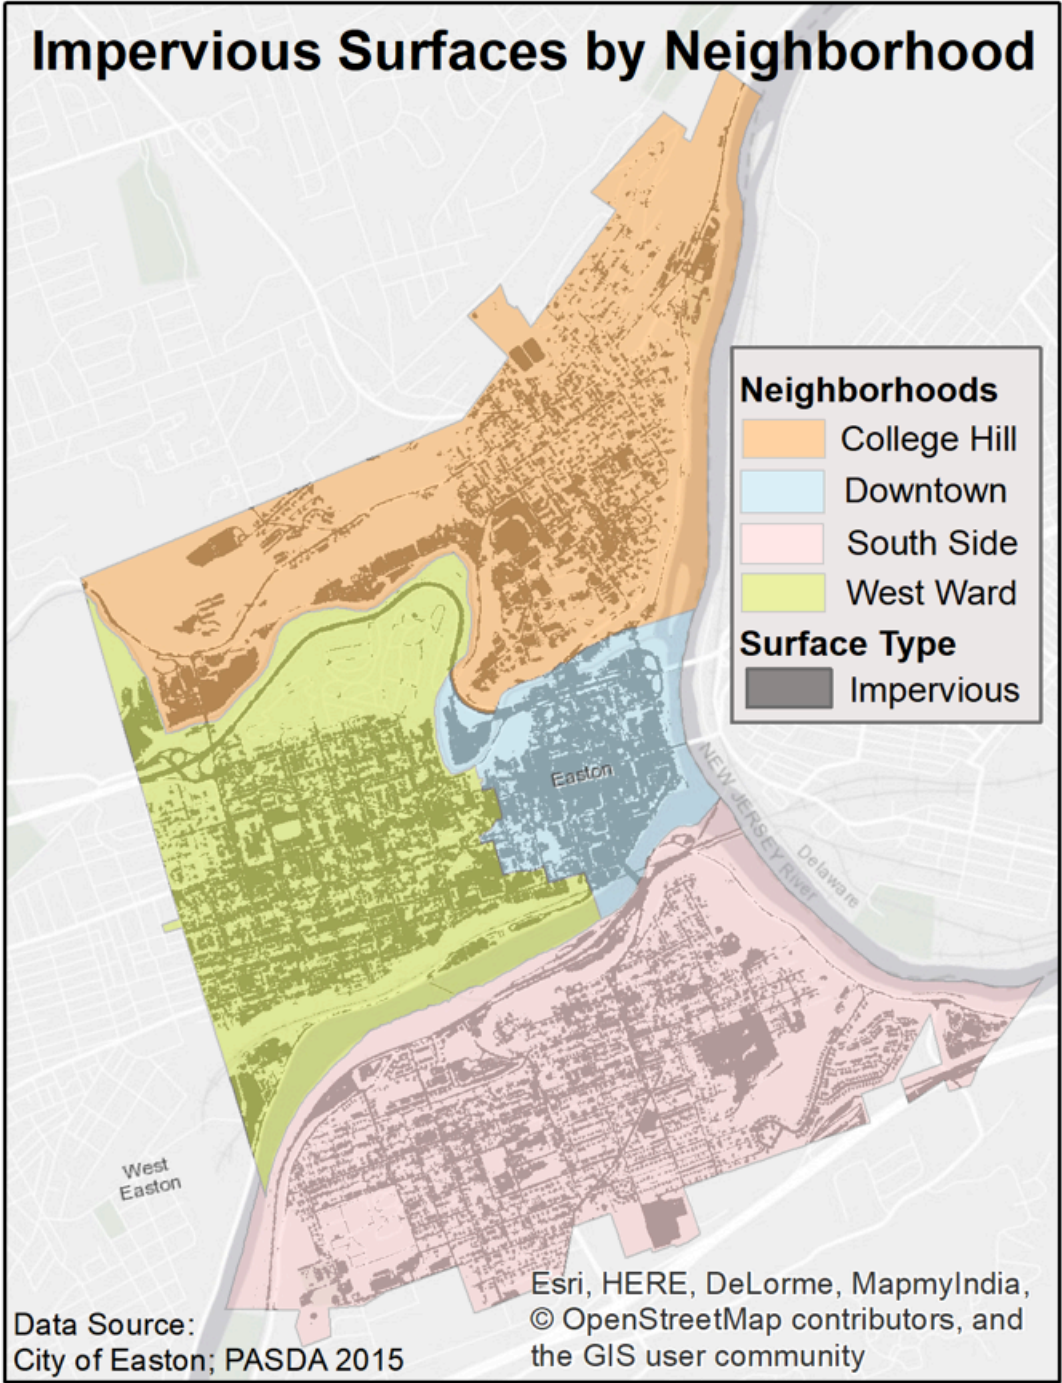 Impervious Surfaces by Neighborhood
Neighborhoods
College Hill
Downtown
South Side
West Ward
Surface Type
Impervious
Easton
NEW JERSEY
Delaware
River
West
Easton
Esri, HERE, DeLorme, MapmyIndia,
© OpenStreetMap contributors, and
the GIS user community
Data Source:
City of Easton; PASDA 2015